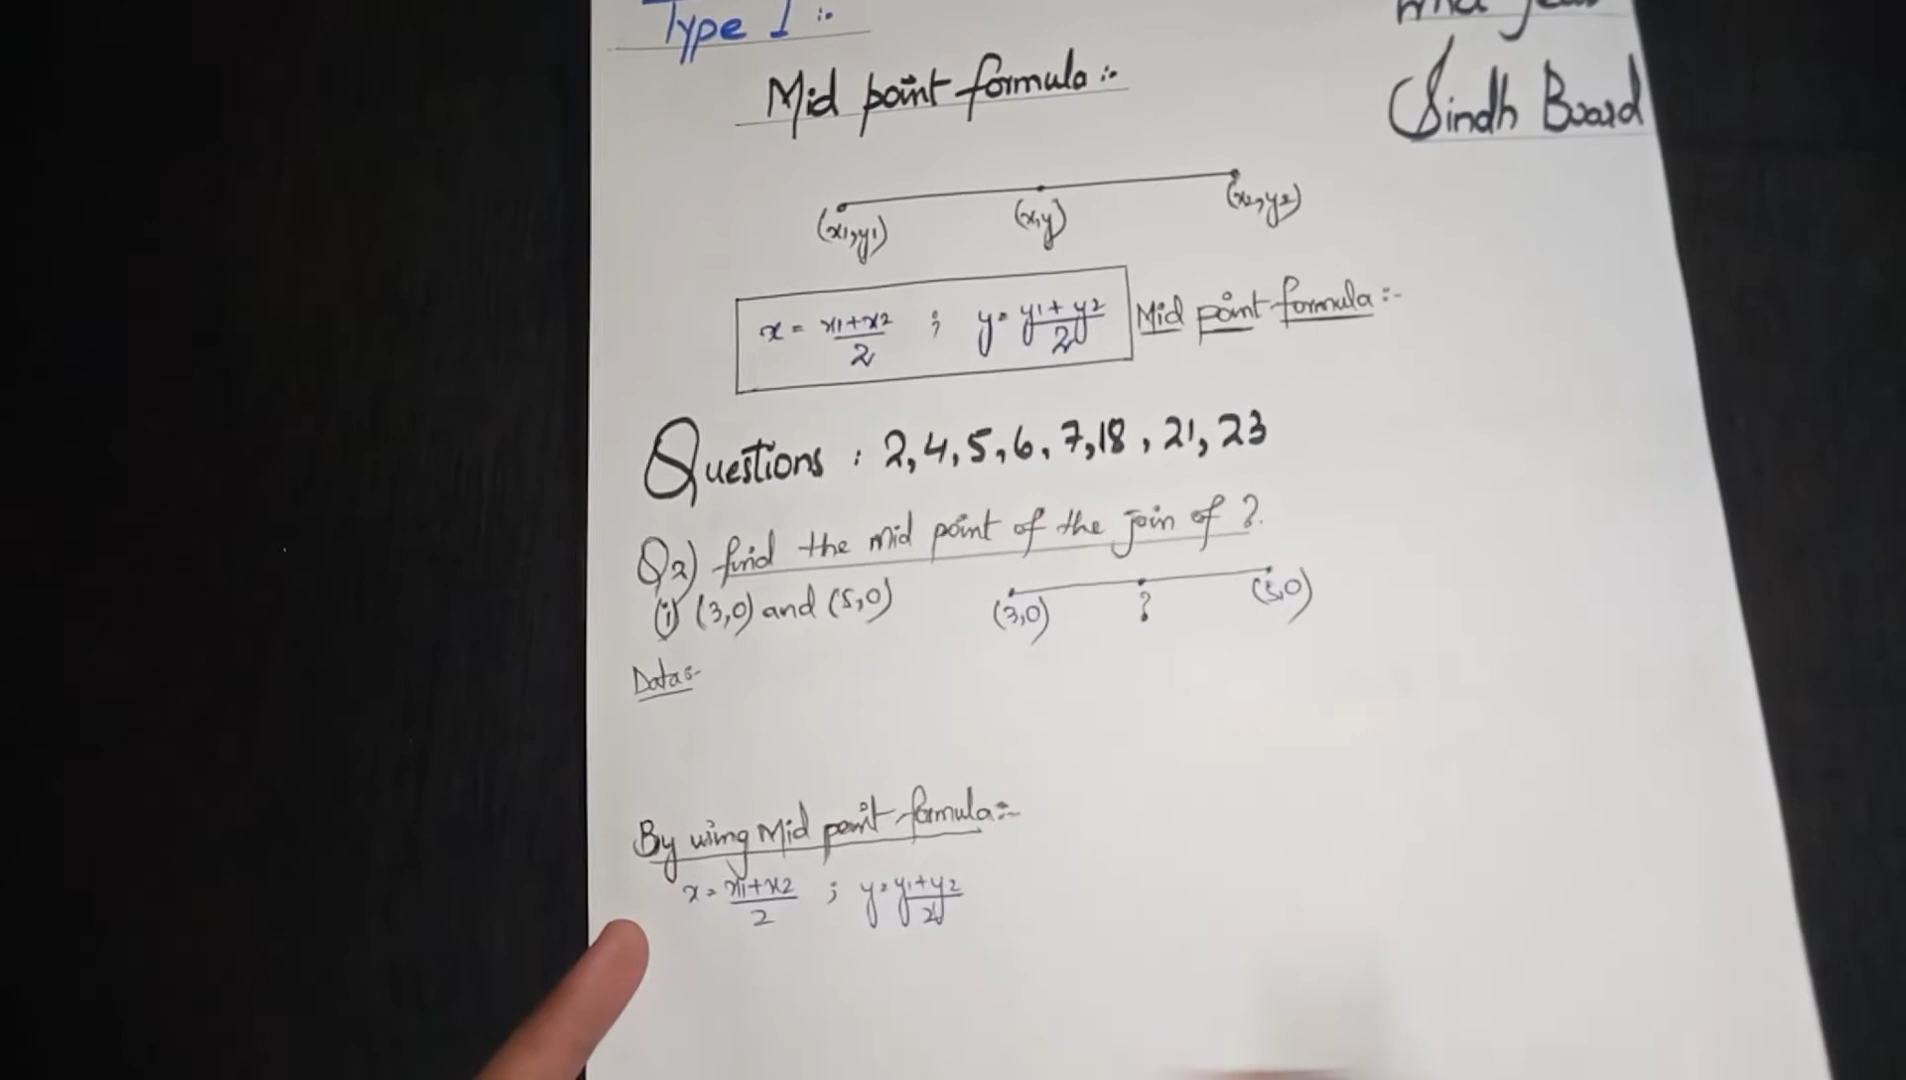 Type I :-
Sindh Board
Mid point formula :-
(x1,y1) (x,y) (x2,y2)
x = x1+x2/2 ; y = y1+y2/2 Mid point formula :-
Questions : 2,4,5,6,7,18,21,23
Q2) find the mid point of the join of ?
(i) (3,0) and (5,0) (3,0) ? (5,0)
Data:-
By using Mid point formula:-
x = x1+x2/2 ; y = y1+y2/2